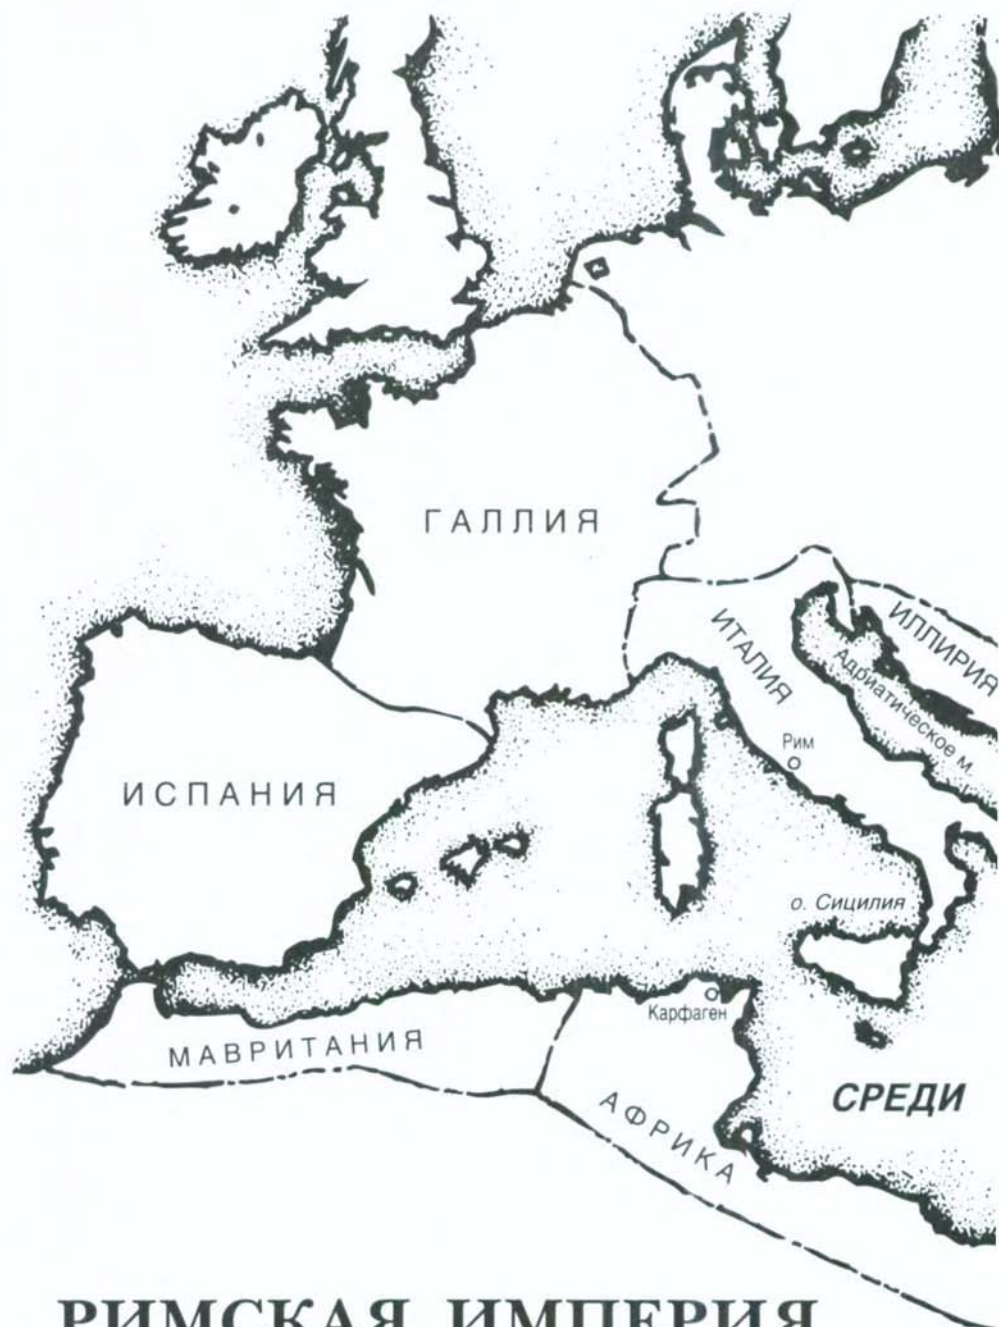 ГАЛЛИЯ
ИТАЛИЯ
ИЛЛИРИЯ
Адриатическое м.
Рим
ИСПАНИЯ
о. Сицилия
Карфаген
МАВРИТАНИЯ
СРЕДИ
АФРИКА
РИМСКАЯ ИМПЕРИЯ